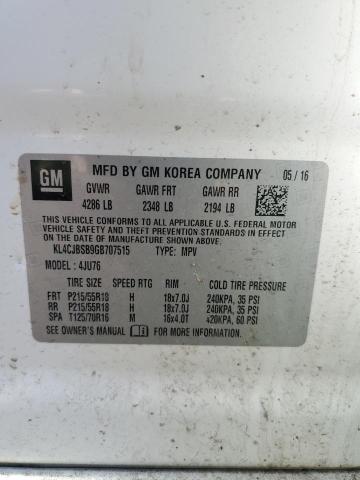 MFD BY GM KOREA COMPANY 05 / 16
GM
GVWR GAWR FRT GAWR RR
4286 LB 2348 LB 2194 LB
THIS VEHICLE CONFORMS TO ALL APPLICABLE U.S. FEDERAL MOTOR
VEHICLE SAFETY, BUMPER, AND THEFT PREVENTION STANDARDS IN
EFFECT ON THE DATE OF MANUFACTURE SHOWN ABOVE.
KL4CJBSB9GB707515 TYPE: MPV
MODEL: 4JU76
TIRE SIZE SPEED RTG RIM COLD TIRE PRESSURE
FRT P215/55R18 H 18x7.0J 240KPA, 35 PSI
RR P215/55R18 H 18x7.0J 240KPA, 35 PSI
SPA T125/70R16 M 16x4.0T 420KPA, 60 PSI
SEE OWNER'S MANUAL FOR ADDITIONAL INFORMATION.